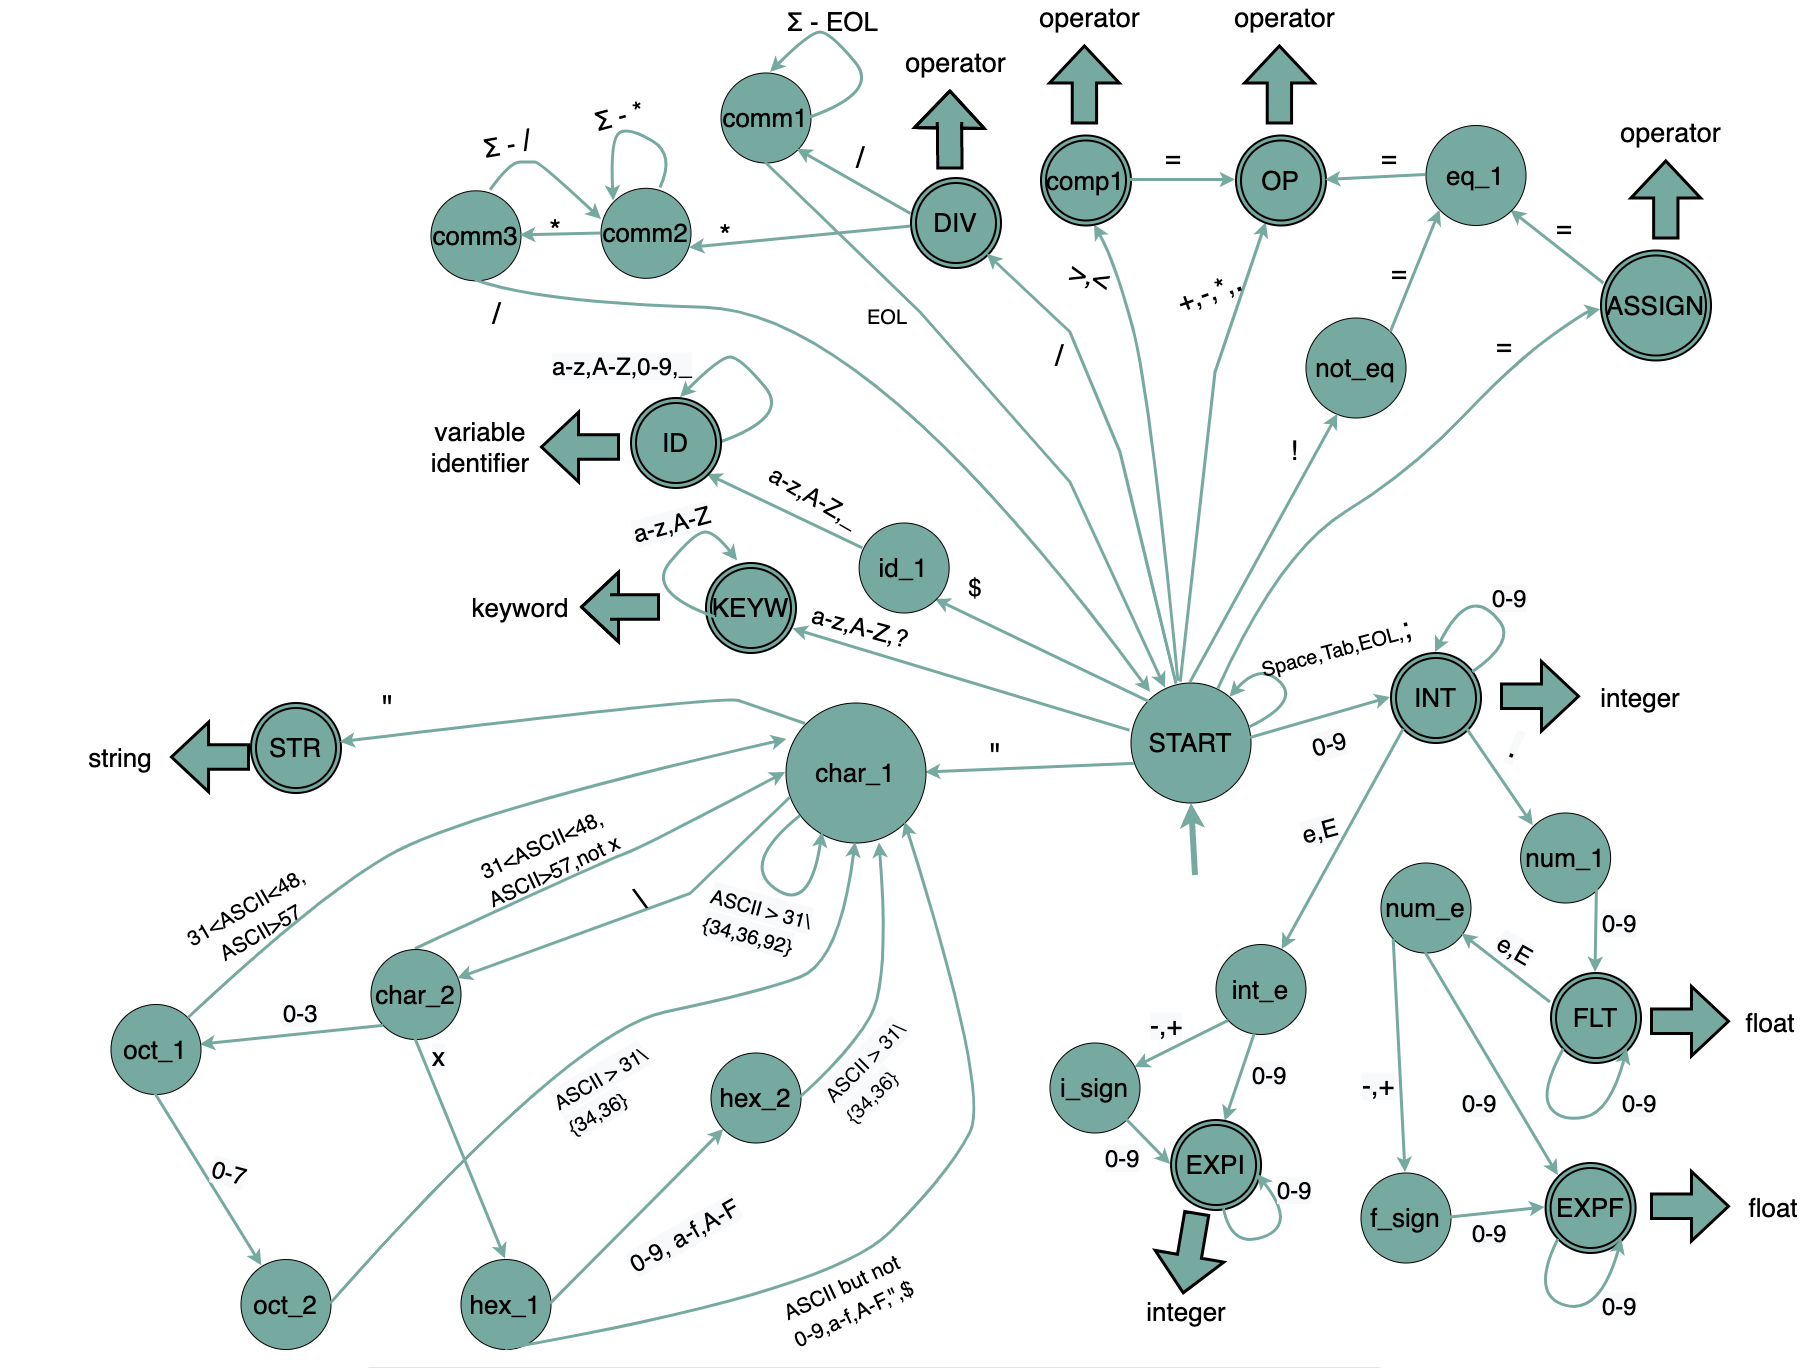 Σ - EOL
operator
operator
operator
comm1
Σ - *
Σ - /
/
=
=
operator
comp1
OP
eq_1
DIV
comm3
*
comm2
*
=
>,<
+,-,*,.
=
ASSIGN
/
EOL
/
=
not_eq
a-z,A-Z,0-9,_
variable
identifier
ID
!
a-z,A-Z,_
a-z,A-Z
id_1
$
keyword
KEYW
a-z,A-Z,?
0-9
Space,Tab,EOL,;
INT
integer
"
string
STR
START
0-9
.
"
char_1
e,E
num_1
31<ASCII<48,
ASCII>57,not x
31<ASCII<48,
ASCII>57
\
ASCII > 31\
{34,36,92}
num_e
0-9
e,E
char_2
int_e
0-3
-,+
FLT
float
oct_1
x
ASCII > 31\
{34,36}
hex_2
ASCII > 31\
{34,36}
i_sign
0-9
-,+
0-9
0-9
0-7
0-9
EXPI
0-9
0-9, a-f,A-F
f_sign
0-9
EXPF
float
oct_2
hex_1
ASCII but not
0-9,a-f,A-F,",$
integer
0-9